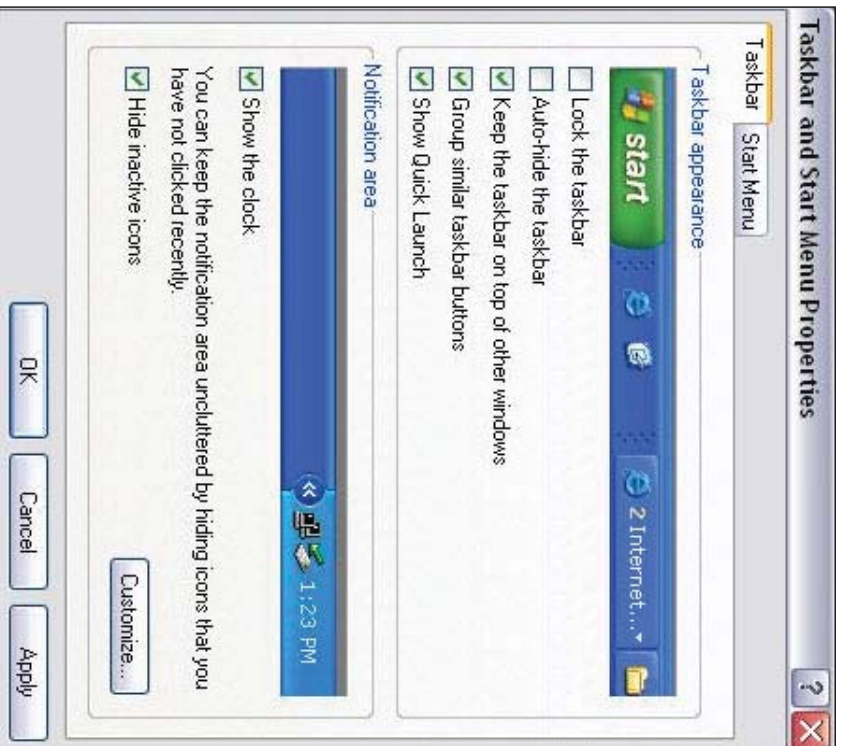 Taskbar and Start Menu Properties
?
Taskbar
Start Menu
Taskbar appearance
start
2 Internet...
Lock the taskbar
Auto-hide the taskbar
Keep the taskbar on top of other windows
Group similar taskbar buttons
Show Quick Launch
Notification area
1:23 PM
Show the clock
You can keep the notification area uncluttered by hiding icons that you
have not clicked recently.
Hide inactive icons
Customize...
OK
Cancel
Apply